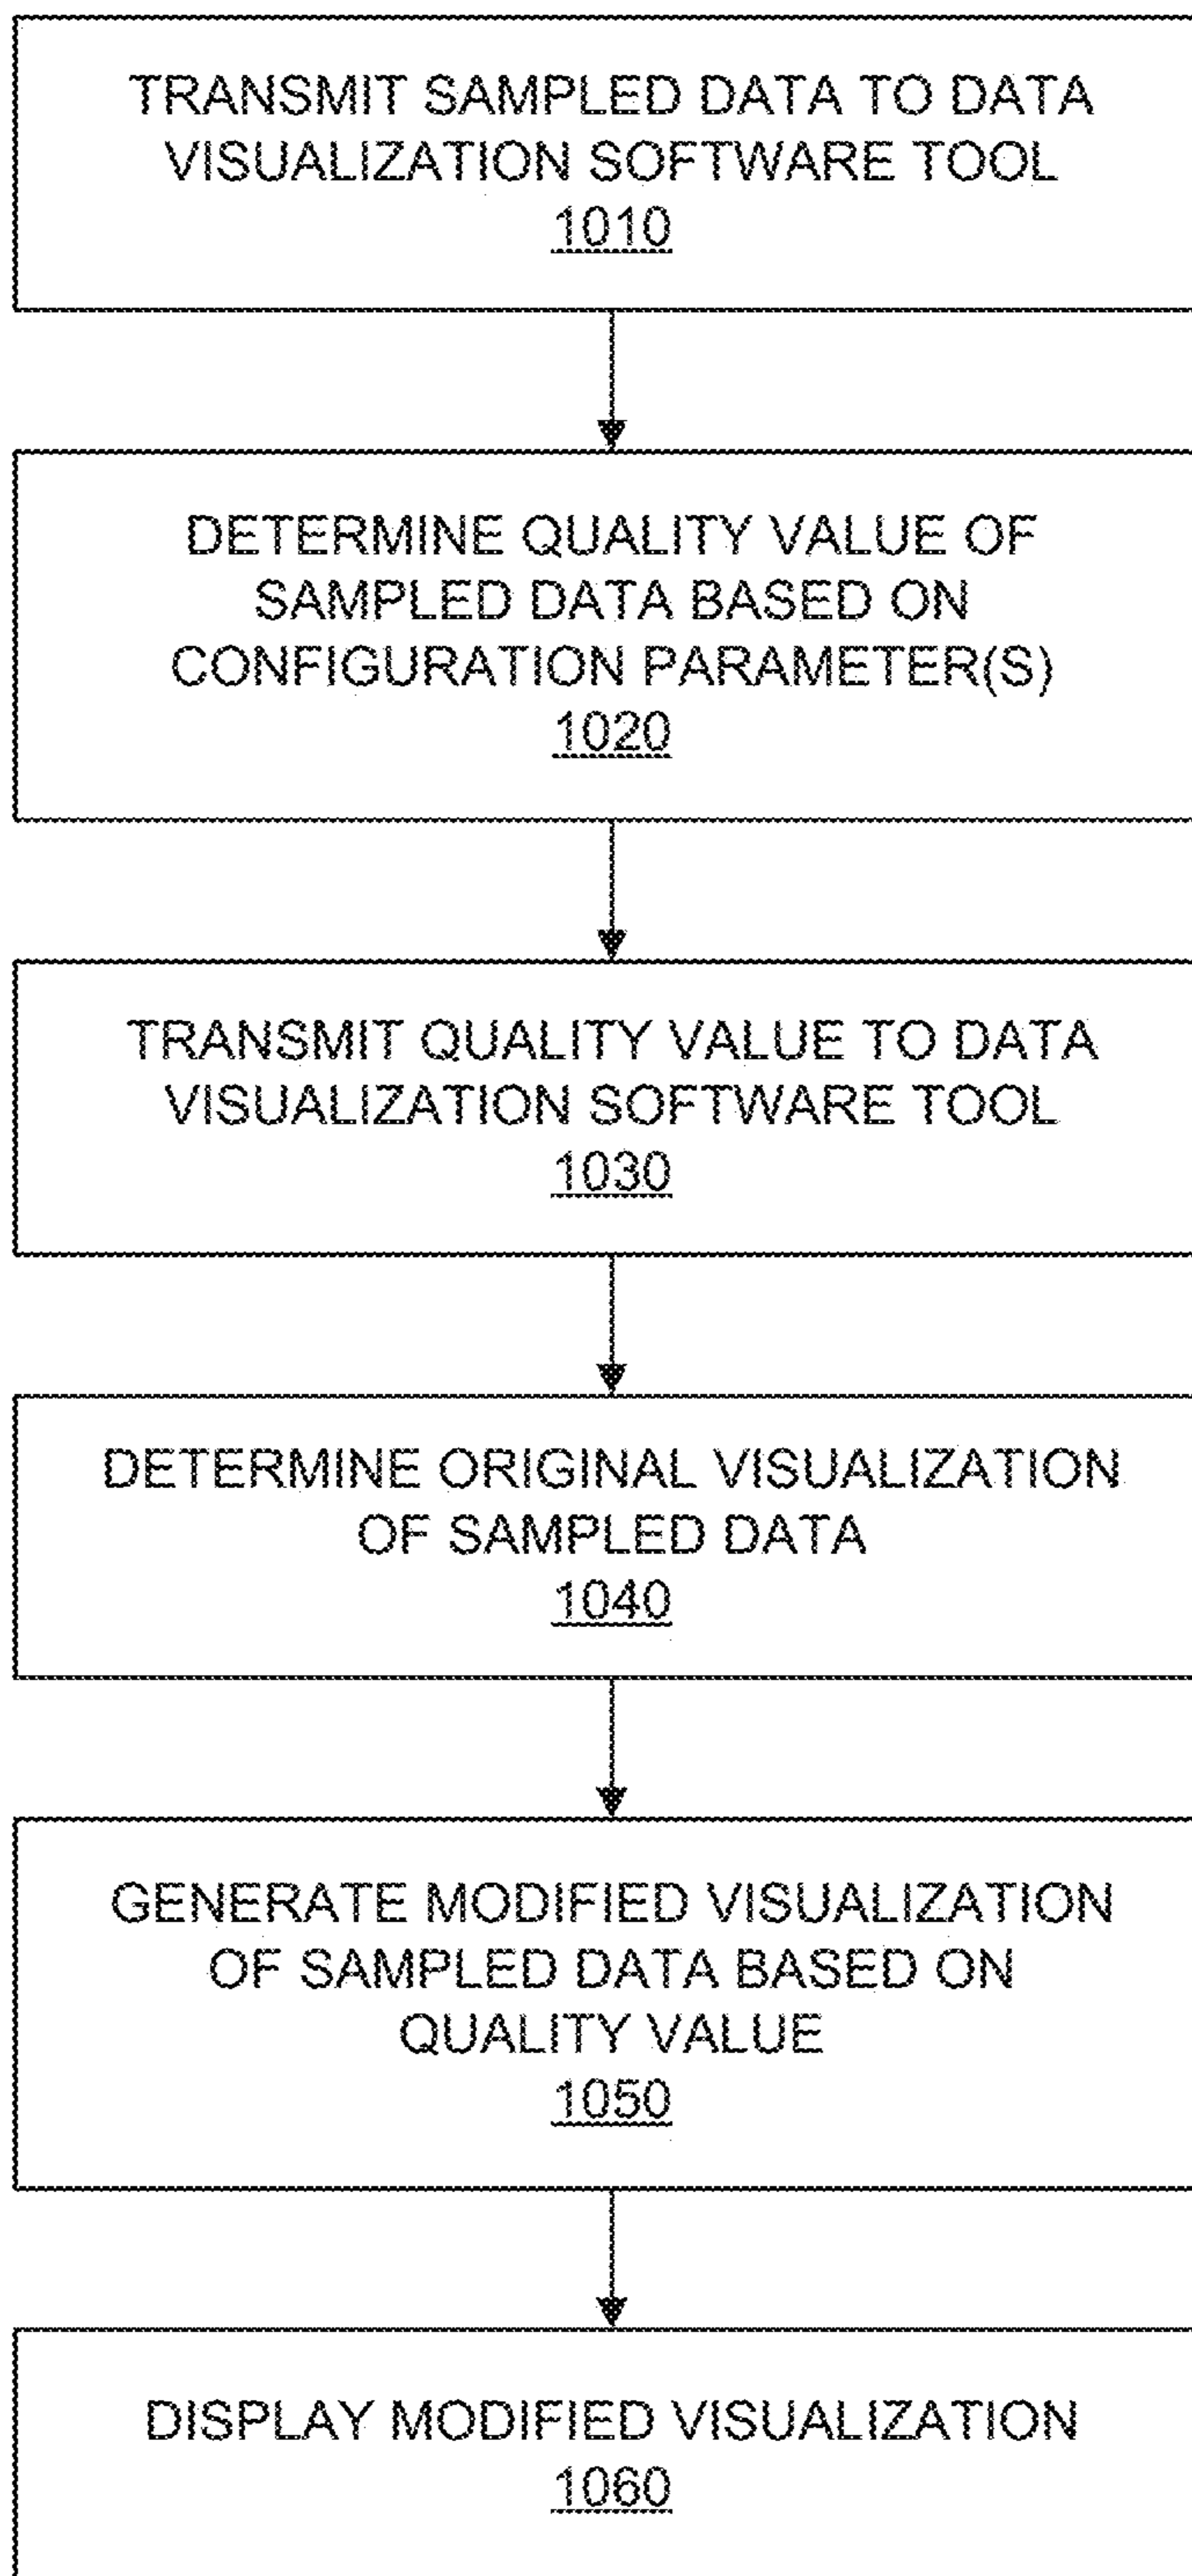 TRANSMIT SAMPLED DATA TO DATA
VISUALIZATION SOFTWARE TOOL
1010
DETERMINE QUALITY VALUE OF
SAMPLED DATA BASED ON
CONFIGURATION PARAMETER(S)
1020
TRANSMIT QUALITY VALUE TO DATA
VISUALIZATION SOFTWARE TOOL
1030
DETERMINE ORIGINAL VISUALIZATION
OF SAMPLED DATA
1040
GENERATE MODIFIED VISUALIZATION
OF SAMPLED DATA BASED ON
QUALITY VALUE
1050
DISPLAY MODIFIED VISUALIZATION
1060